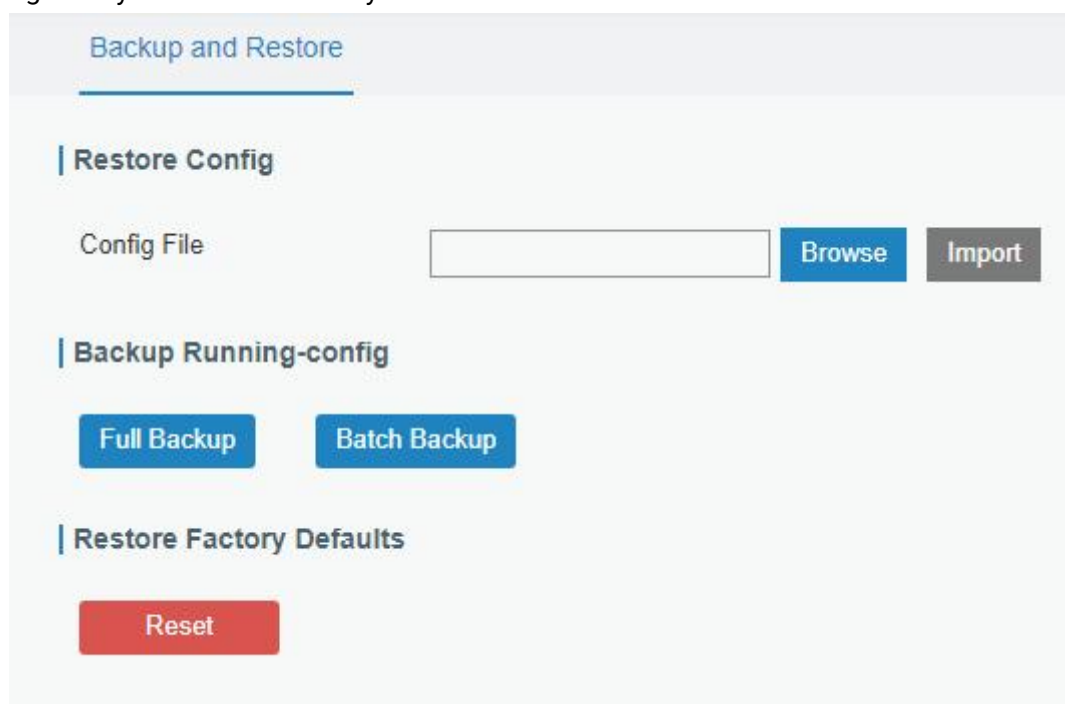 Backup and Restore
Restore Config
Config File Browse Import
Backup Running-config
Full Backup Batch Backup
Restore Factory Defaults
Reset